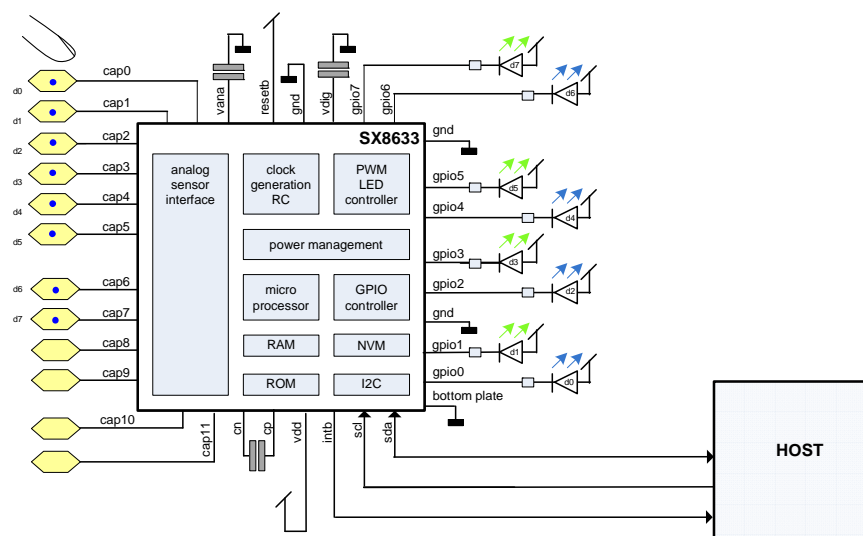 cap0
d0
cap1
d1
cap2
d2
cap3
d3
cap4
d4
cap5
d5
cap6
d6
cap7
d7
cap8
cap9
cap10
cap11
vana
resetb
gnd
vdig
gpio7
gpio6
d7
d6
SX8633
analog
sensor
interface
clock
generation
RC
PWM
LED
controller
power management
micro
processor
GPIO
controller
RAM
NVM
ROM
I2C
gnd
gpio5
d5
gpio4
d4
gpio3
d3
gpio2
d2
gnd
gpio1
d1
gpio0
d0
bottom plate
cn
cp
vdd
intb
scl
sda
HOST